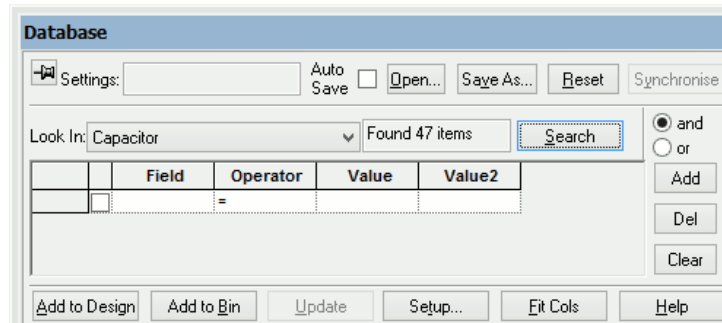 Database
Settings: Auto Save Open... Save As... Reset Synchronise
Look In: Capacitor Found 47 items Search and
or
Field Operator Value Value2 Add
=
Del
Clear
Add to Design Add to Bin Update Setup... Fit Cols Help